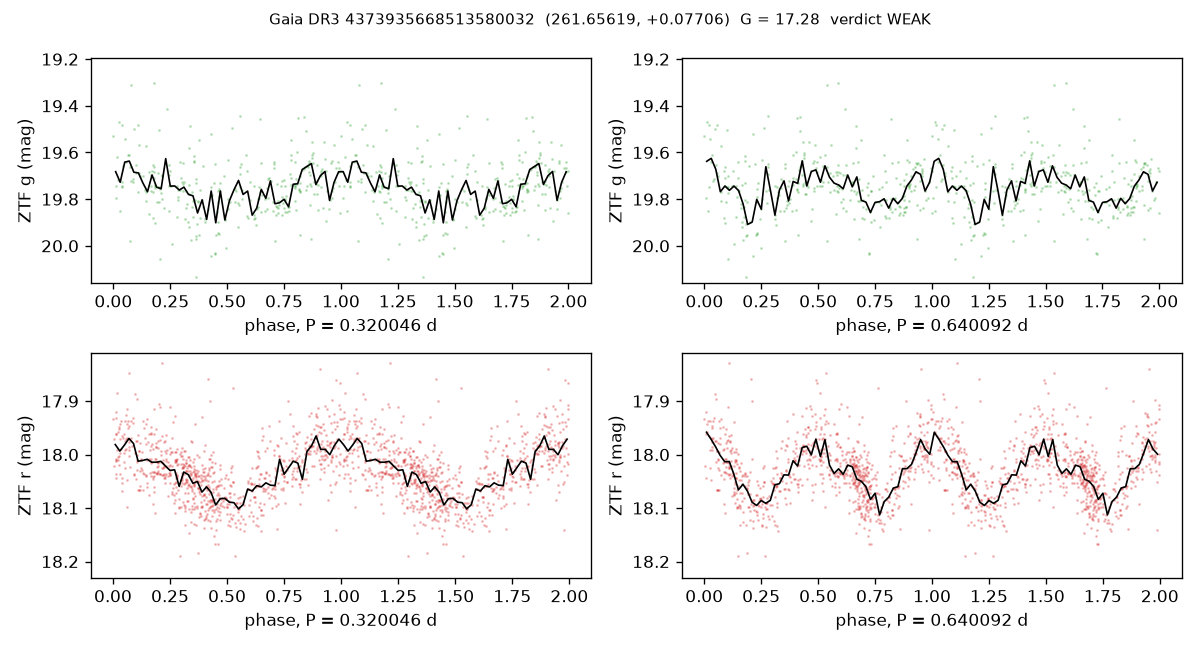 Gaia DR3 4373935668513580032 (261.65619, +0.07706) G = 17.28 verdict WEAK
19.2
19.4
19.6
19.8
20.0
ZTF g (mag)
0.00 0.25 0.50 0.75 1.00 1.25 1.50 1.75 2.00
phase, P = 0.320046 d
19.2
19.4
19.6
19.8
20.0
ZTF g (mag)
0.00 0.25 0.50 0.75 1.00 1.25 1.50 1.75 2.00
phase, P = 0.640092 d
17.9
18.0
18.1
18.2
ZTF r (mag)
0.00 0.25 0.50 0.75 1.00 1.25 1.50 1.75 2.00
phase, P = 0.320046 d
17.9
18.0
18.1
18.2
ZTF r (mag)
0.00 0.25 0.50 0.75 1.00 1.25 1.50 1.75 2.00
phase, P = 0.640092 d